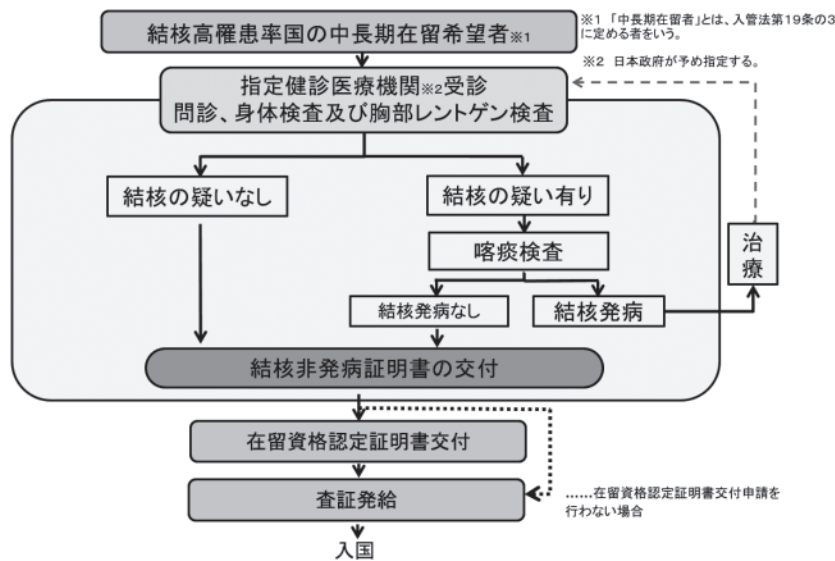 結核高罹患率国の中長期在留希望者※1
※1 「中長期在留者」とは、入管法第19条の3
に定める者をいう。
※2 日本政府が予め指定する。
指定健診医療機関※2受診
問診、身体検査及び胸部レントゲン検査
結核の疑いなし
結核の疑い有り
喀痰検査
治療
結核発病なし
結核発病
結核非発病証明書の交付
在留資格認定証明書交付
査証発給
……在留資格認定証明書交付申請を
行わない場合
入国